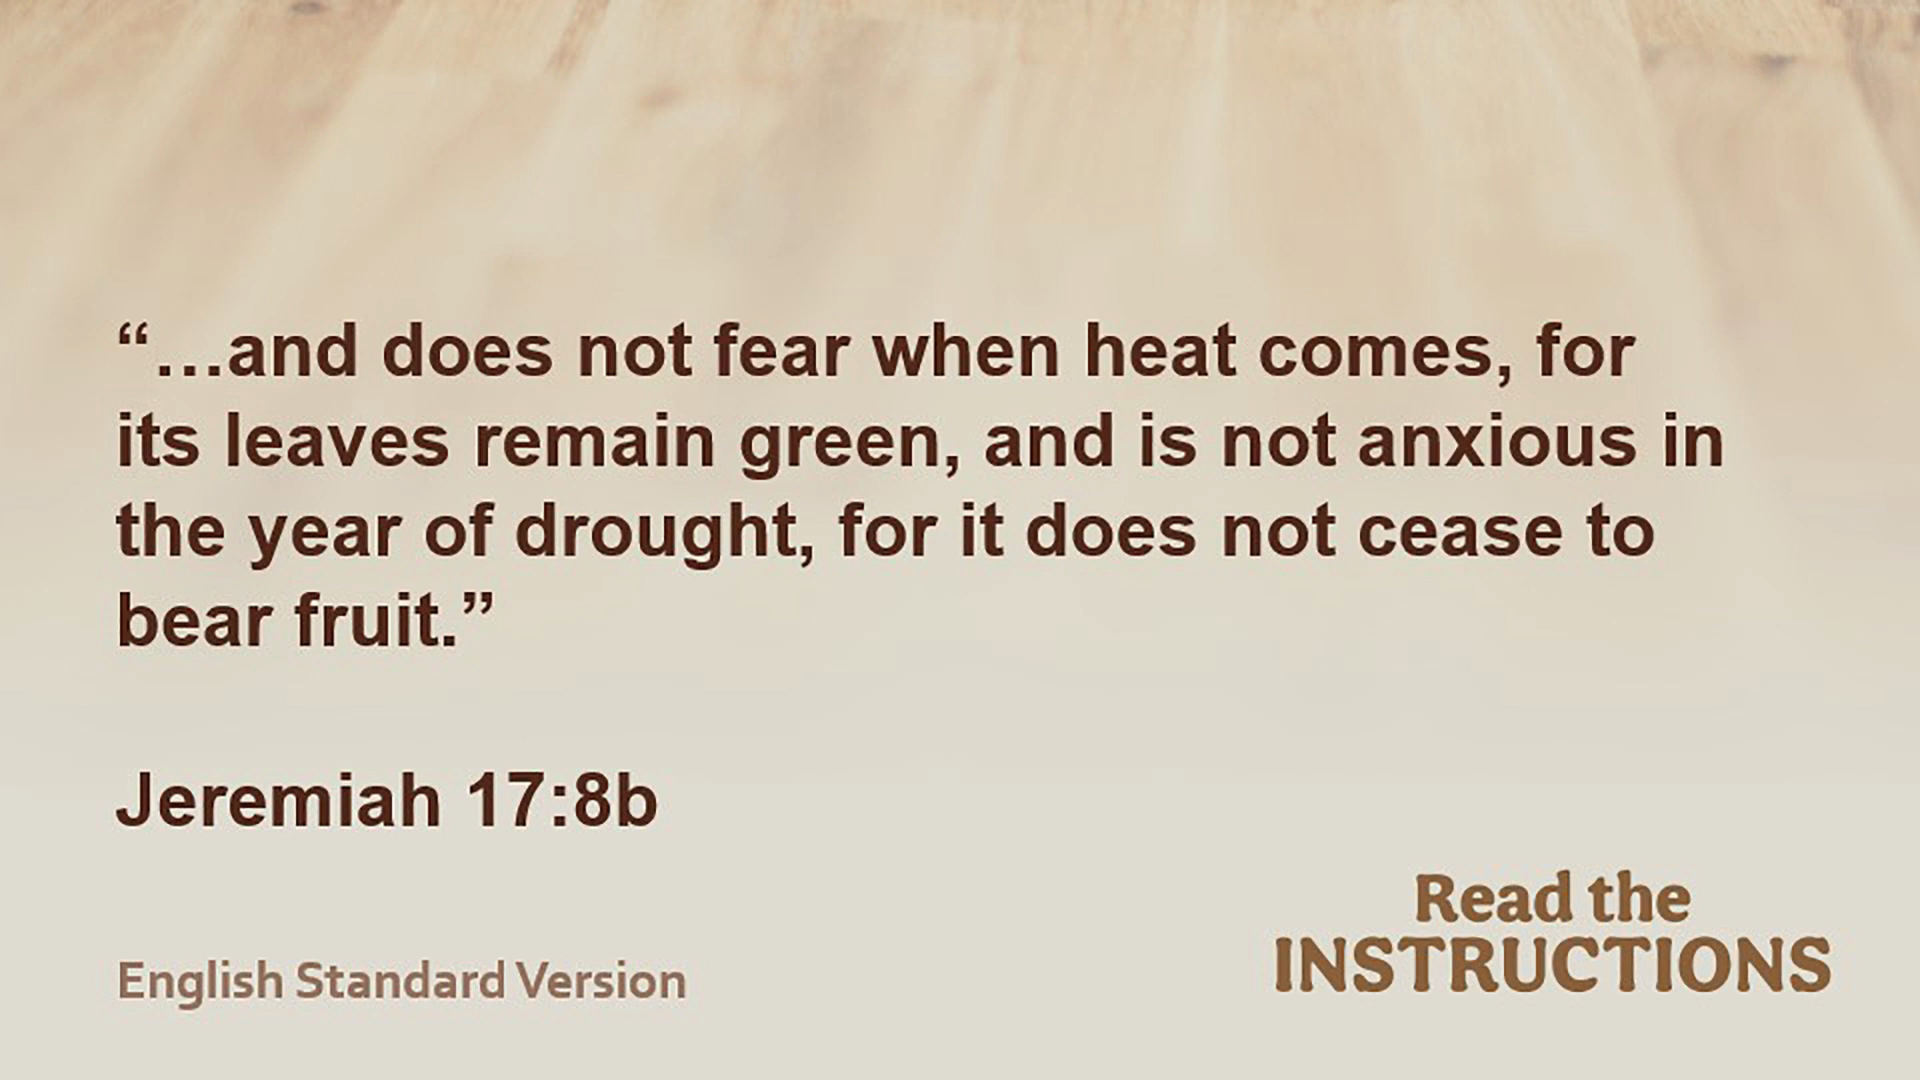 “…and does not fear when heat comes, for
its leaves remain green, and is not anxious in
the year of drought, for it does not cease to
bear fruit.”
Jeremiah 17:8b
English Standard Version
Read the
INSTRUCTIONS